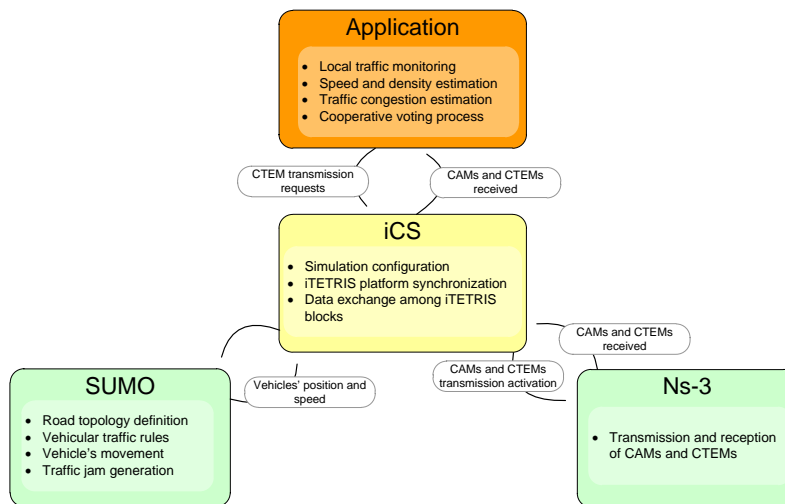 Application
• Local traffic monitoring
• Speed and density estimation
• Traffic congestion estimation
• Cooperative voting process
CTEM transmission
requests
CAMs and CTEMs
received
iCS
• Simulation configuration
• iTETRIS platform synchronization
• Data exchange among iTETRIS
blocks
CAMs and CTEMs
received
CAMs and CTEMs
transmission activation
Vehicles' position and
speed
SUMO
• Road topology definition
• Vehicular traffic rules
• Vehicle's movement
• Traffic jam generation
Ns-3
• Transmission and reception
of CAMs and CTEMs